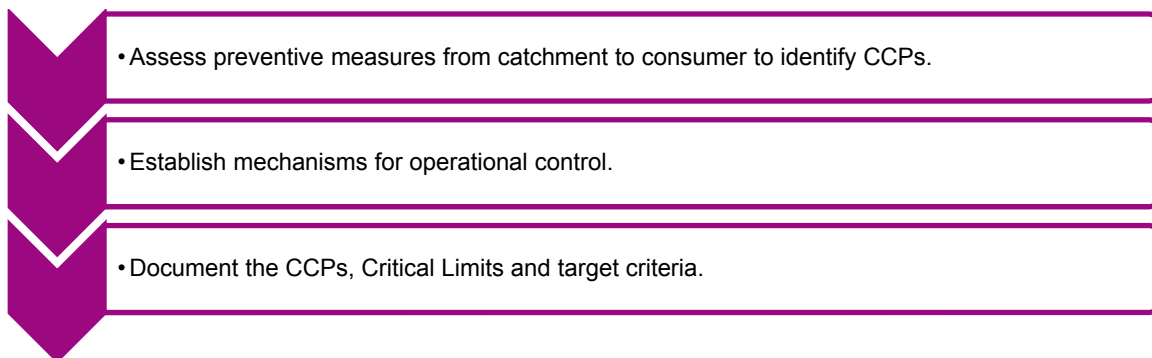 •Assess preventive measures from catchment to consumer to identify CCPs.
•Establish mechanisms for operational control.
•Document the CCPs, Critical Limits and target criteria.